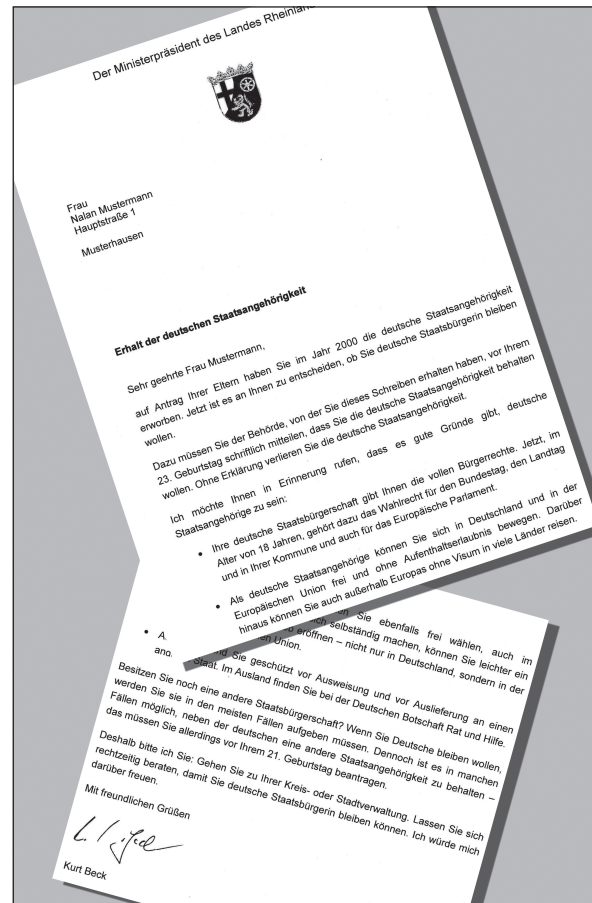 Der Ministerpräsident des Landes
Frau
Nalan Mustermann
Hauptstraße 1
Musterhausen
Erhalt der deutschen Staatsangehörigkeit
Sehr geehrte Frau Mustermann,
auf Antrag Ihrer Eltern haben Sie im Jahr 2000 die deutsche Staatsangehörigkeit
erworben. Jetzt ist es an Ihnen zu entscheiden, ob Sie deutsche Staatsbürgerin bleiben
wollen.
Dazu müssen Sie der Behörde, von der Sie dieses Schreiben erhalten haben, vor Ihrem
23. Geburtstag schriftlich mitteilen, dass Sie die deutsche Staatsangehörigkeit behalten
wollen. Ohne Erklärung verlieren Sie die deutsche Staatsangehörigkeit.
Ich möchte Ihnen in Erinnerung rufen, dass es gute Gründe gibt, deutsche
Staatsangehörige zu sein:
• Ihre deutsche Staatsbürgerschaft gibt Ihnen die vollen Bürgerrechte. Jetzt, im
Alter von 18 Jahren, gehört dazu das Wahlrecht für den Bundestag, den Landtag
und in Ihrer Kommune und auch für das Europäische Parlament.
• Als deutsche Staatsangehörige können Sie sich in Deutschland und in der
Europäischen Union frei und ohne Aufenthaltserlaubnis bewegen. Darüber
hinaus können Sie auch außerhalb Europas ohne Visum in viele Länder reisen.
Sie ebenfalls frei wählen, auch im
selbständig machen, können Sie leichter ein
eröffnen – nicht nur in Deutschland, sondern in der
Union.
• Sie geschützt vor Ausweisung und vor Auslieferung an einen
Staat. Im Ausland finden Sie bei der Deutschen Botschaft Rat und Hilfe.
Besitzen Sie noch eine andere Staatsbürgerschaft? Wenn Sie Deutsche bleiben wollen,
werden Sie sie in den meisten Fällen aufgeben müssen. Dennoch ist es in manchen
Fällen möglich, neben der deutschen eine andere Staatsangehörigkeit zu behalten –
das müssen Sie allerdings vor Ihrem 21. Geburtstag beantragen.
Deshalb bitte ich Sie: Gehen Sie zu Ihrer Kreis- oder Stadtverwaltung. Lassen Sie sich
rechtzeitig beraten, damit Sie deutsche Staatsbürgerin bleiben können. Ich würde mich
darüber freuen.
Mit freundlichen Grüßen
Kurt Beck